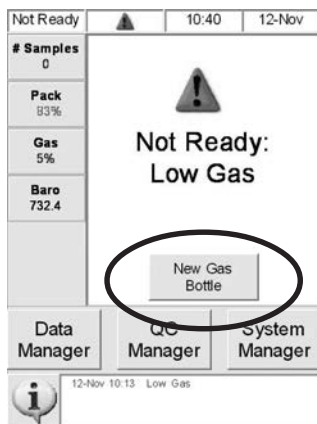 Not Ready
10:40
12-Nov
# Samples
0
Pack
93%
Gas
5%
Baro
732.4
Not Ready:
Low Gas
New Gas
Bottle
Data
Manager
QC
Manager
System
Manager
12-Nov 10:13 Low Gas